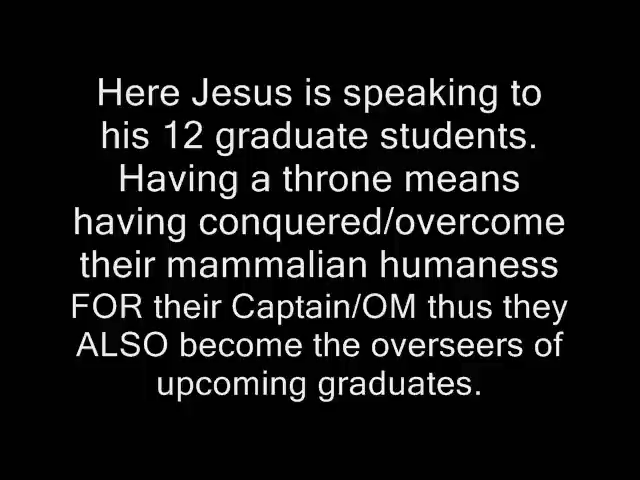 Here Jesus is speaking to
his 12 graduate students.
Having a throne means
having conquered/overcome
their mammalian humaness
FOR their Captain/OM thus they
ALSO become the overseers of
upcoming graduates.